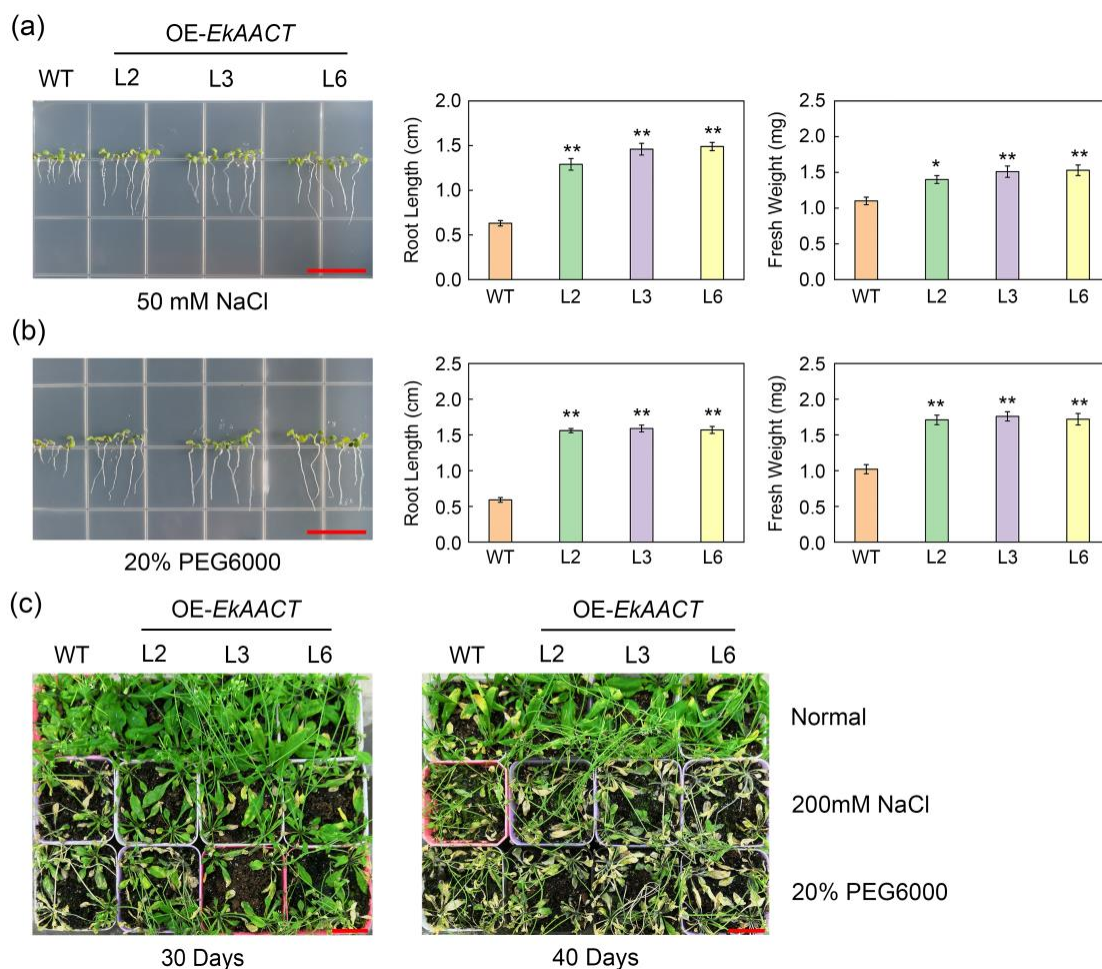 (a)
OE-EkAACT
WT L2 L3 L6
50 mM NaCl
Root Length (cm)
2.0
1.5
1.0
0.5
0.0
** ** **
WT L2 L3 L6
Fresh Weight (mg)
2.5
2.0
1.5
1.0
0.5
0.0
* ** **
WT L2 L3 L6
(b)
20% PEG6000
Root Length (cm)
2.5
2.0
1.5
1.0
0.5
0.0
** ** **
WT L2 L3 L6
Fresh Weight (mg)
2.5
2.0
1.5
1.0
0.5
0.0
** ** **
WT L2 L3 L6
(c)
OE-EkAACT
WT L2 L3 L6
30 Days
OE-EkAACT
WT L2 L3 L6
40 Days
Normal
200mM NaCl
20% PEG6000